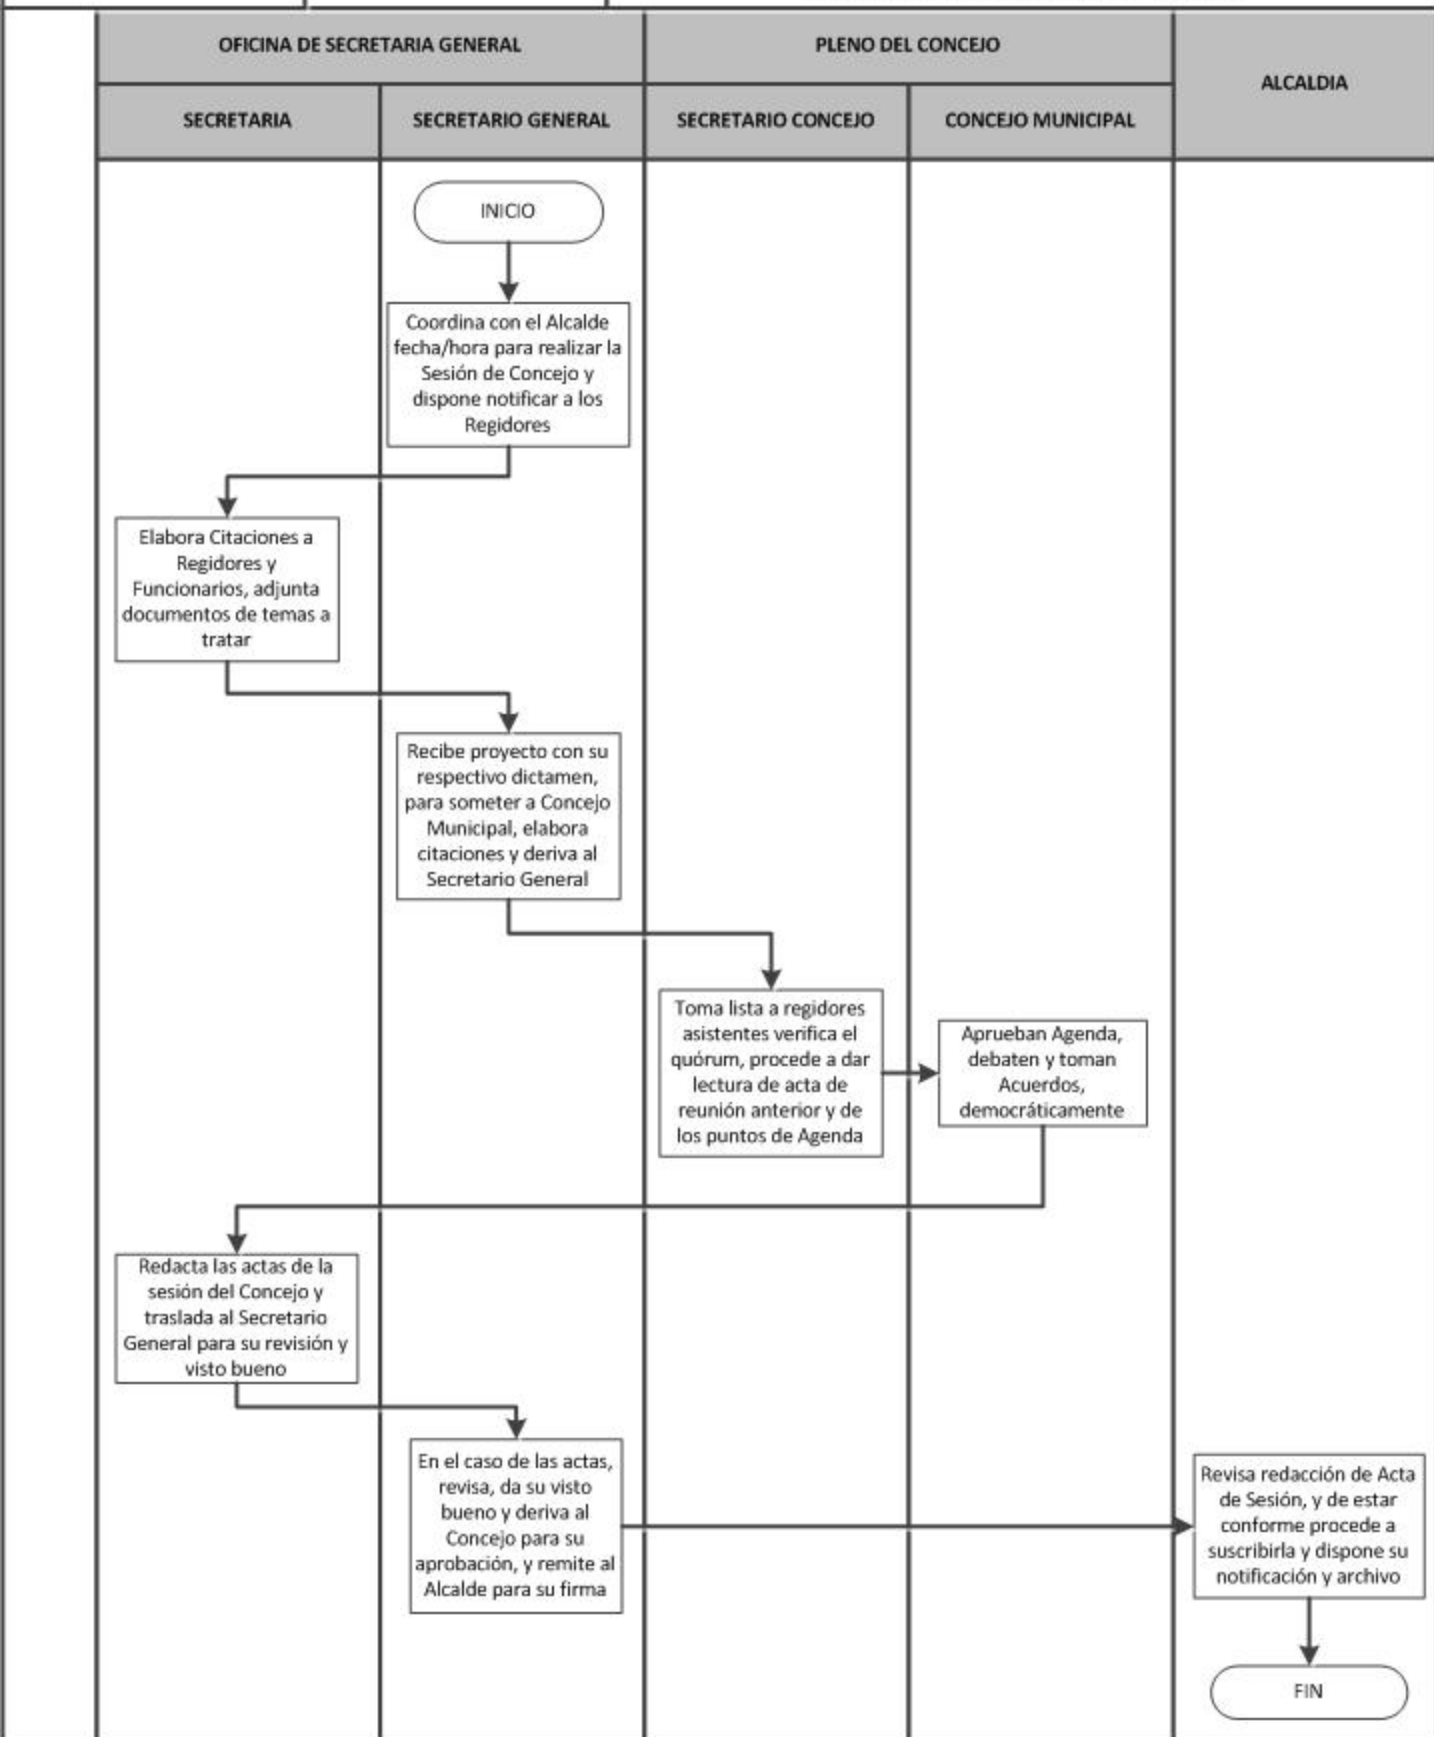 OFICINA DE SECRETARIA GENERAL
PLENO DEL CONCEJO
ALCALDIA
SECRETARIA
SECRETARIO GENERAL
SECRETARIO CONCEJO
CONCEJO MUNICIPAL
INICIO
Coordina con el Alcalde
fecha/hora para realizar la
Sesión de Concejo y
dispone notificar a los
Regidores
Elabora Citaciones a
Regidores y
Funcionarios, adjunta
documentos de temas a
tratar
Recibe proyecto con su
respectivo dictamen,
para someter a Concejo
Municipal, elabora
citaciones y deriva al
Secretario General
Toma lista a regidores
asistentes verifica el
quórum, procede a dar
lectura de acta de
reunión anterior y de
los puntos de Agenda
Aprueban Agenda,
debaten y toman
Acuerdos,
democráticamente
Redacta las actas de la
sesión del Concejo y
traslada al Secretario
General para su revisión y
visto bueno
En el caso de las actas,
revisa, da su visto
bueno y deriva al
Concejo para su
aprobación, y remite al
Alcalde para su firma
Revisa redacción de Acta
de Sesión, y de estar
conforme procede a
suscribirla y dispone su
notificación y archivo
FIN